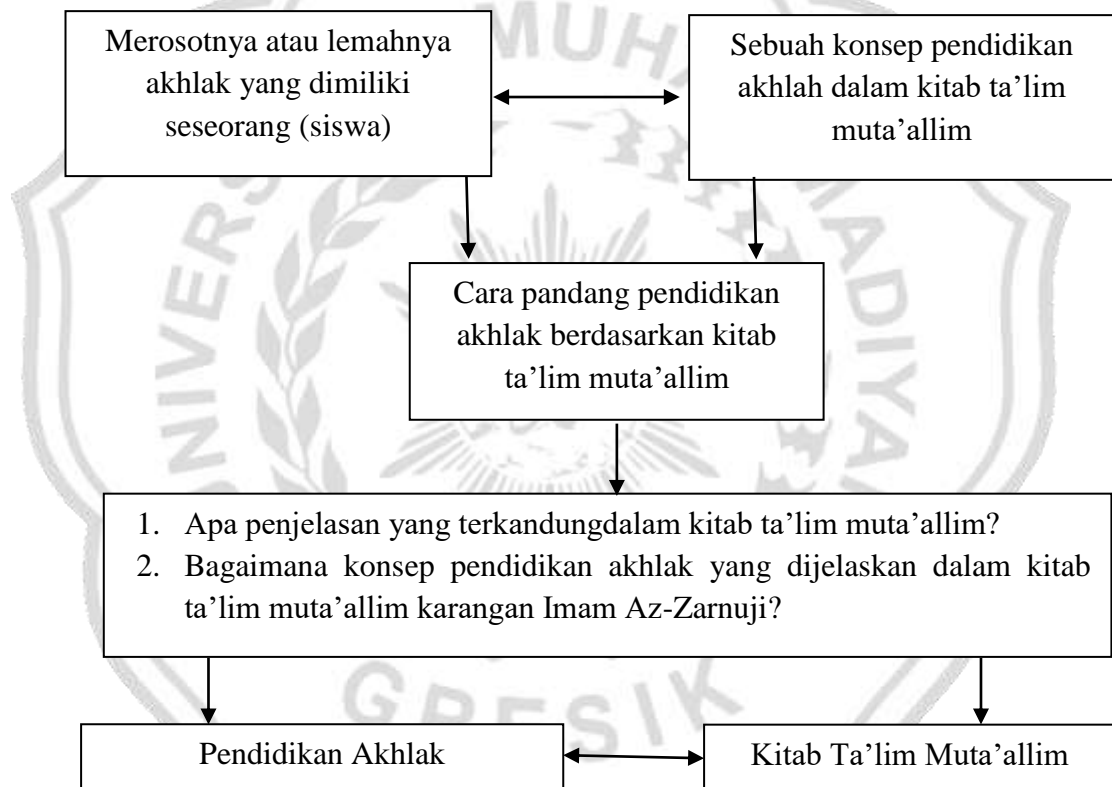 Merosotnya atau lemahnya
akhlak yang dimiliki
seseorang (siswa)
Sebuah konsep pendidikan
akhlah dalam kitab ta’lim
muta’allim
Cara pandang pendidikan
akhlak berdasarkan kitab
ta’lim muta’allim
1. Apa penjelasan yang terkandungdalam kitab ta’lim muta’allim?
2. Bagaimana konsep pendidikan akhlak yang dijelaskan dalam kitab
ta’lim muta’allim karangan Imam Az-Zarnuji?
Pendidikan Akhlak
Kitab Ta’lim Muta’allim
GRESIK